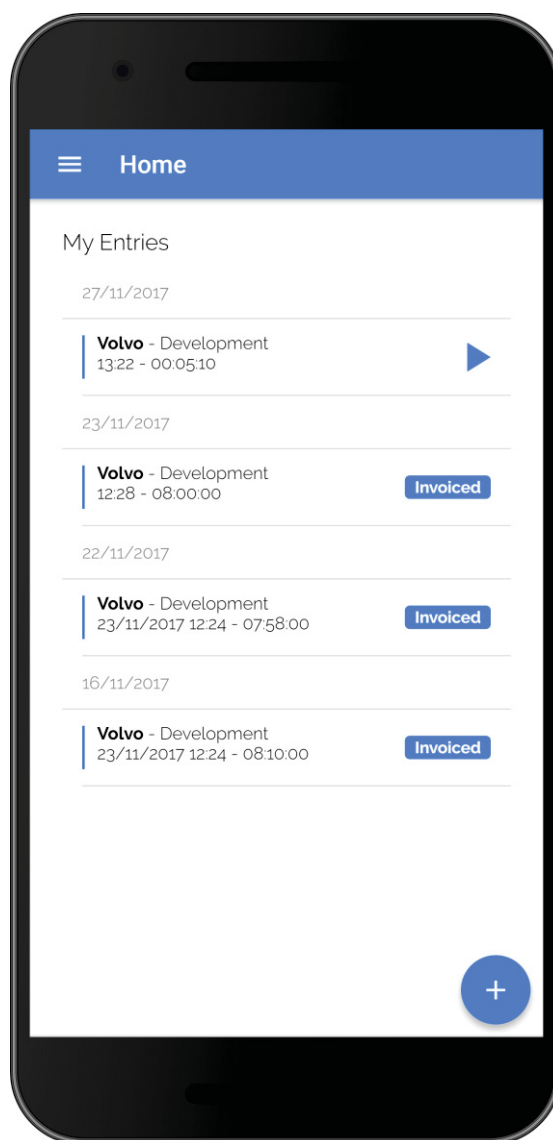 Home
My Entries
27/11/2017
Volvo - Development
13:22 - 00:05:10
23/11/2017
Volvo - Development
12:28 - 08:00:00
Invoiced
22/11/2017
Volvo - Development
23/11/2017 12:24 - 07:58:00
Invoiced
16/11/2017
Volvo - Development
23/11/2017 12:24 - 08:10:00
Invoiced
+